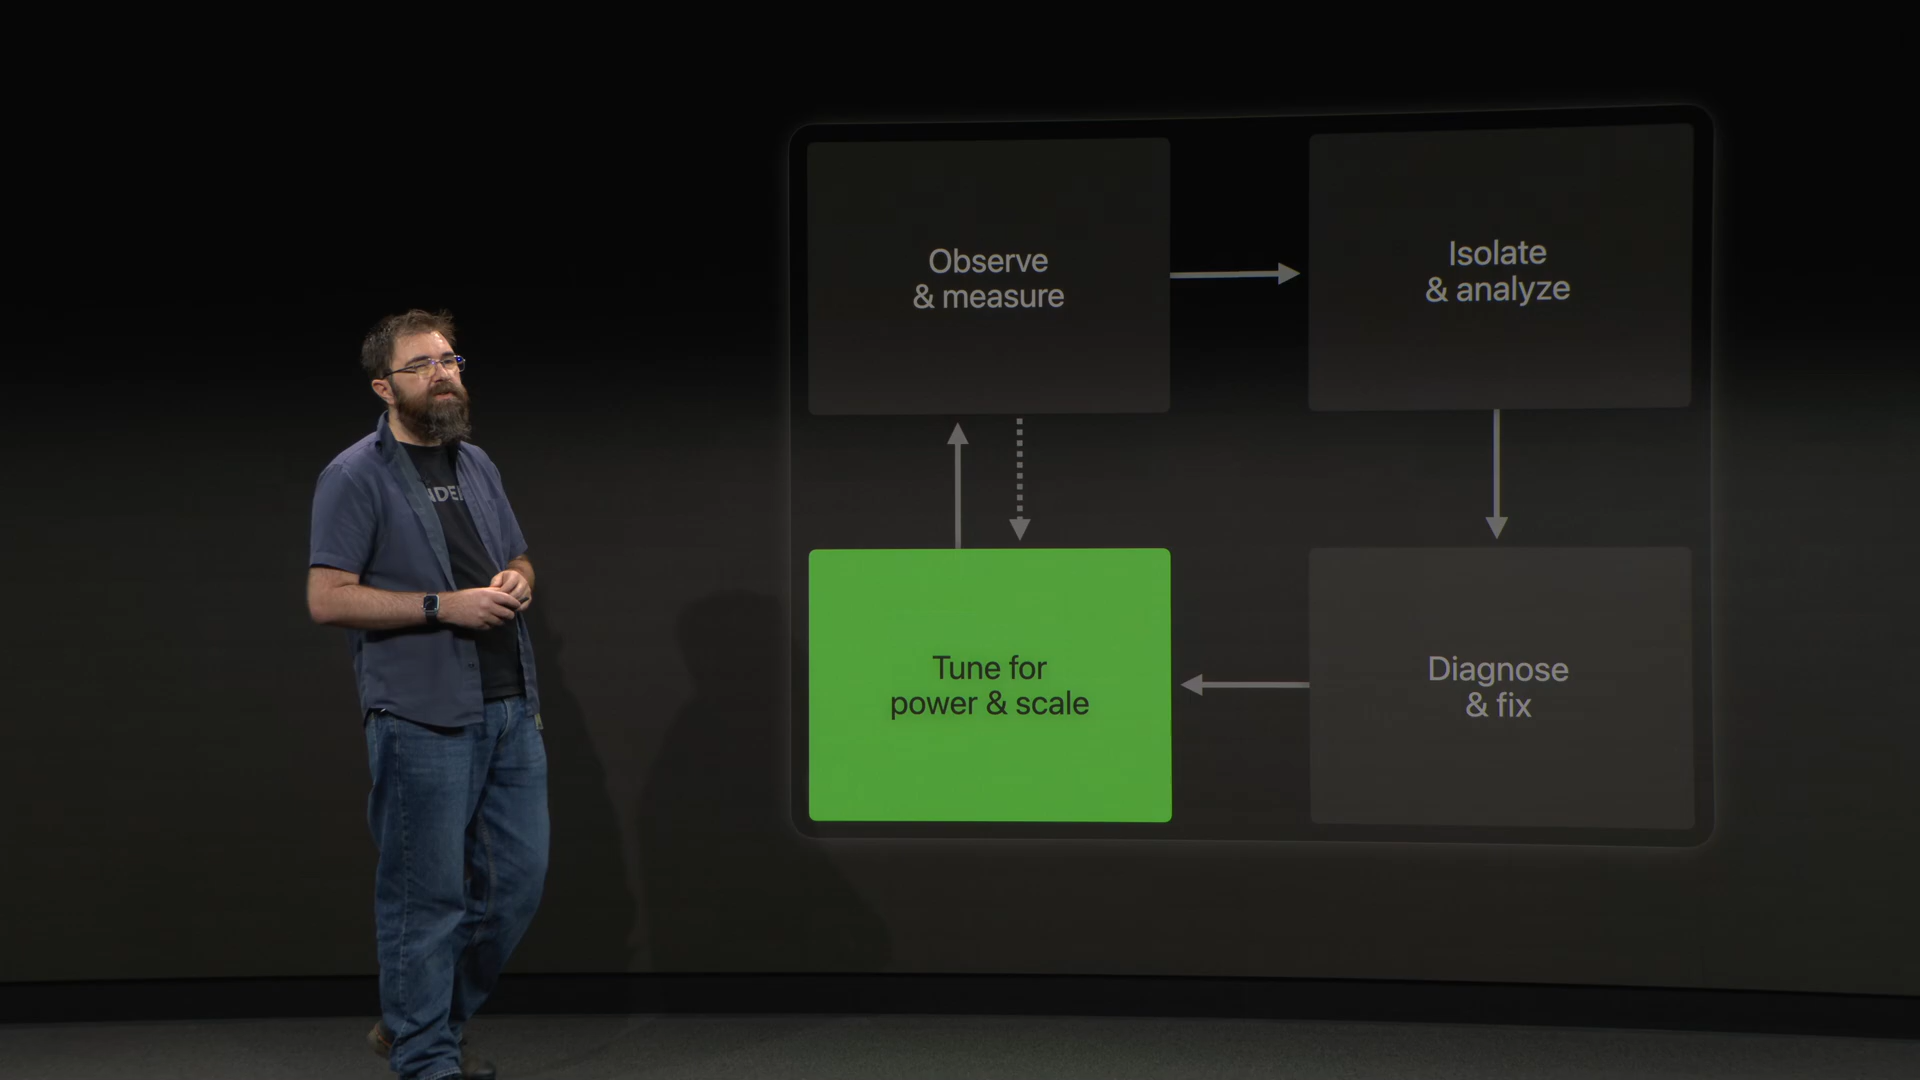 Observe
& measure
Isolate
& analyze
Tune for
power & scale
Diagnose
& fix